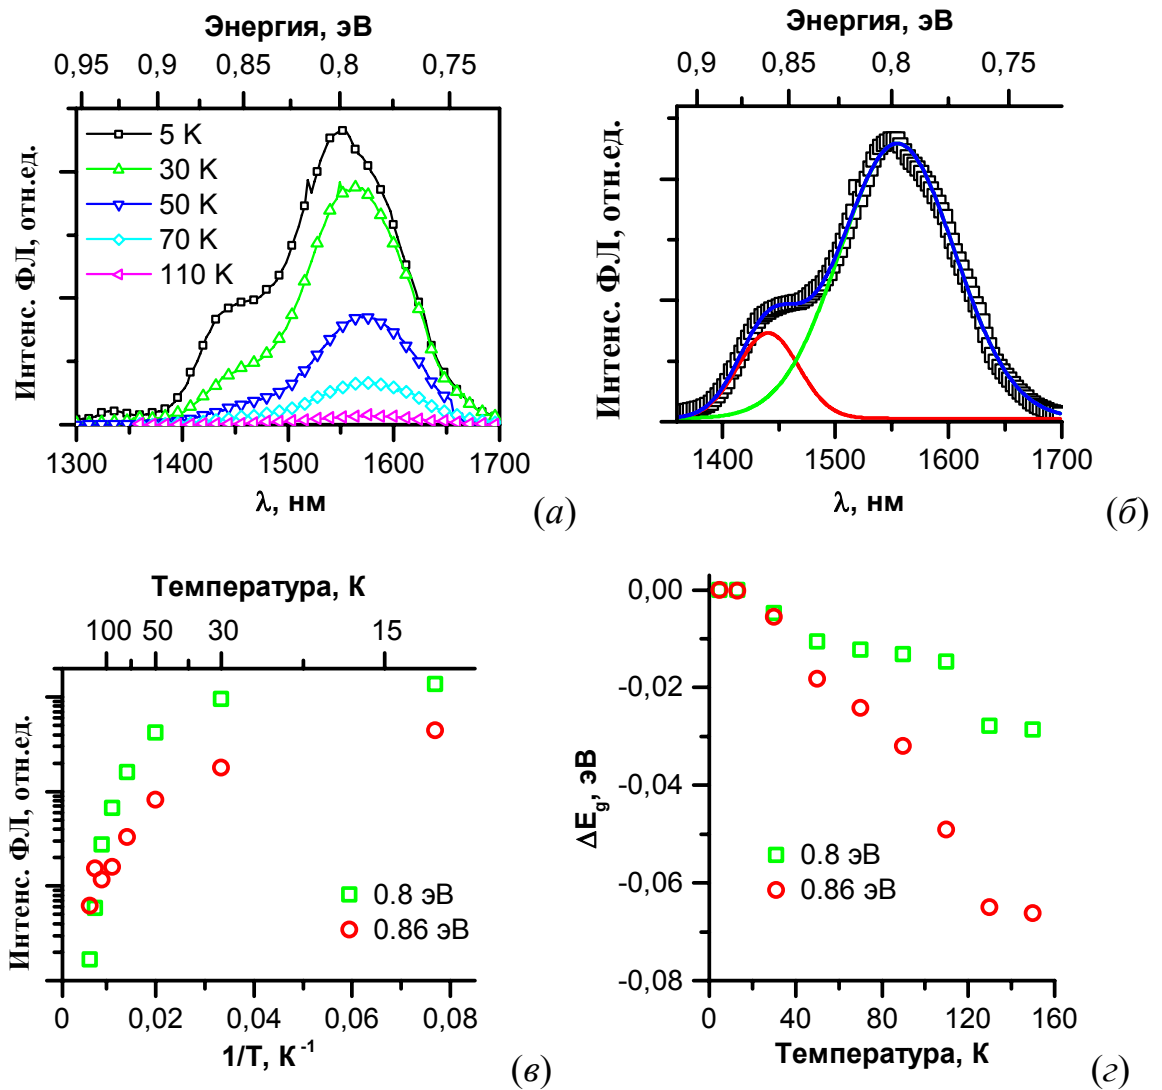 Энергия, эВ
0,95 0,9 0,85 0,8 0,75
Интенс. ФЛ, отн.ед.
5 K
30 K
50 K
70 K
110 K
1300 1400 1500 1600 1700
λ, нм
(а)
Энергия, эВ
0,9 0,85 0,8 0,75
Интенс. ФЛ, отн.ед.
1400 1500 1600 1700
λ, нм
(б)
Температура, К
100 50 30 15
Интенс. ФЛ, отн.ед.
0.8 эВ
0.86 эВ
0 0,02 0,04 0,06 0,08
1/T, К⁻¹
(в)
0,00
-0,02
-0,04
-0,06
-0,08
ΔE_g, эВ
0.8 эВ
0.86 эВ
0 40 80 120 160
Температура, К
(г)